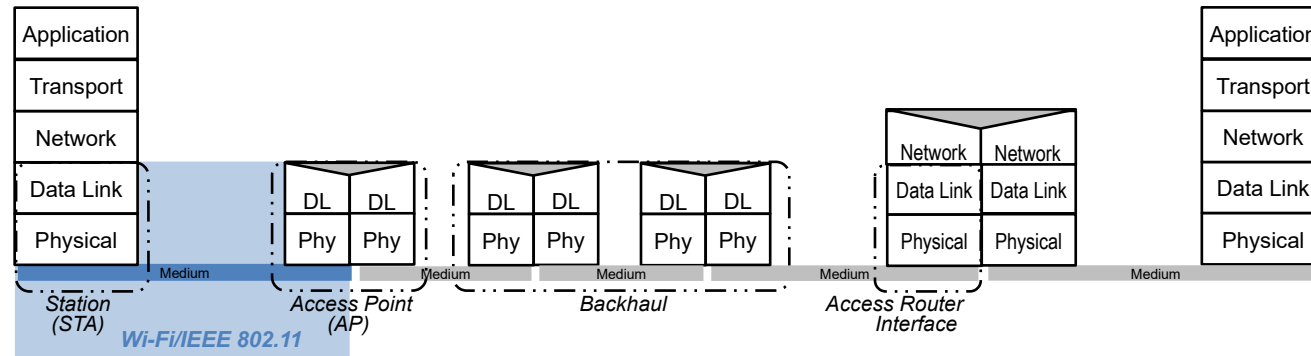 Application
Transport
Network
Data Link
Physical
Medium
Station
(STA)
Wi-Fi/IEEE 802.11
DL DL
Phy Phy
Access Point
(AP)
Medium
DL DL
Phy Phy
Medium
DL DL
Phy Phy
Backhaul
Medium
Network Network
Data Link Data Link
Physical Physical
Access Router
Interface
Medium
Application
Transport
Network
Data Link
Physical